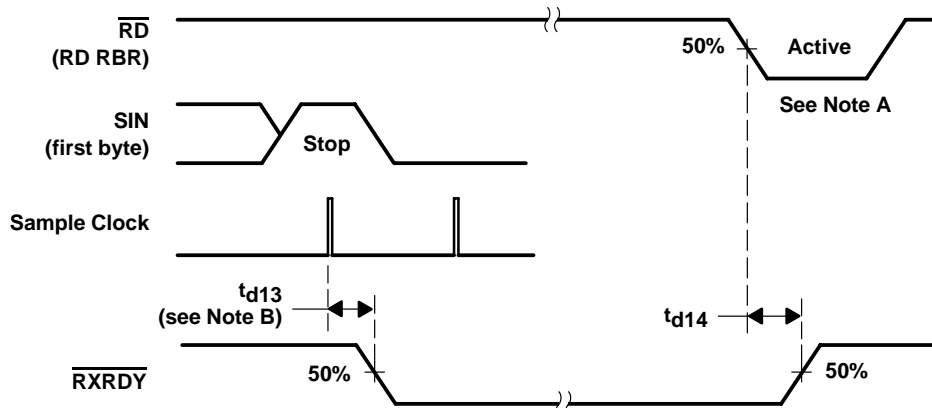 RD
(RD RBR)
50%
Active
See Note A
SIN
(first byte)
Stop
Sample Clock
td13
(see Note B)
td14
RXRDY
50%
50%